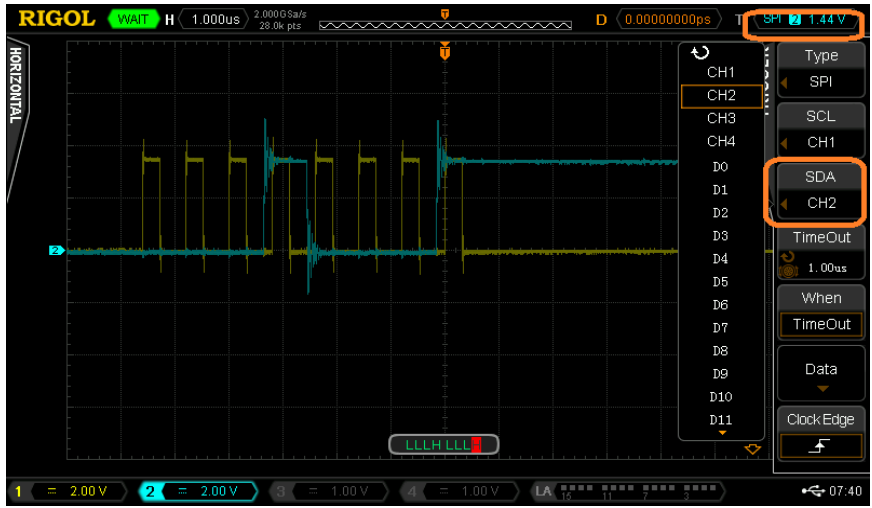 RIGOL WAIT H 1.000us 2.000GSa/s D 0.00000000ps T SPI 2 1.44 V
28.0k pts
T
HORIZONTAL
Type
SPI
SCL
CH1
SDA
CH2
TimeOut
1.00us
When
TimeOut
Data
Clock Edge
CH1
CH2
CH3
CH4
D0
D1
D2
D3
D4
D5
D6
D7
D8
D9
D10
D11
2
LLLH LLL
1 = 2.00 V 2 = 2.00 V 3 = 1.00 V 4 = 1.00 V LA 15 11 7 3 07:40